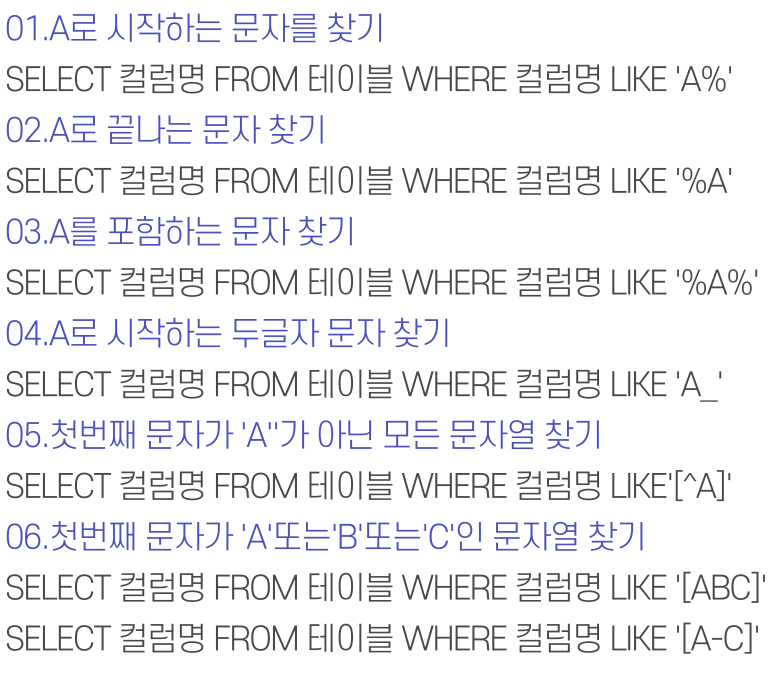 01.A로 시작하는 문자를 찾기
SELECT 컬럼명 FROM 테이블 WHERE 컬럼명 LIKE 'A%'
02.A로 끝나는 문자 찾기
SELECT 컬럼명 FROM 테이블 WHERE 컬럼명 LIKE '%A'
03.A를 포함하는 문자 찾기
SELECT 컬럼명 FROM 테이블 WHERE 컬럼명 LIKE '%A%'
04.A로 시작하는 두글자 문자 찾기
SELECT 컬럼명 FROM 테이블 WHERE 컬럼명 LIKE 'A_'
05.첫번째 문자가 'A''가 아닌 모든 문자열 찾기
SELECT 컬럼명 FROM 테이블 WHERE 컬럼명 LIKE'[^A]'
06.첫번째 문자가 'A'또는'B'또는'C'인 문자열 찾기
SELECT 컬럼명 FROM 테이블 WHERE 컬럼명 LIKE '[ABC]'
SELECT 컬럼명 FROM 테이블 WHERE 컬럼명 LIKE '[A-C]'